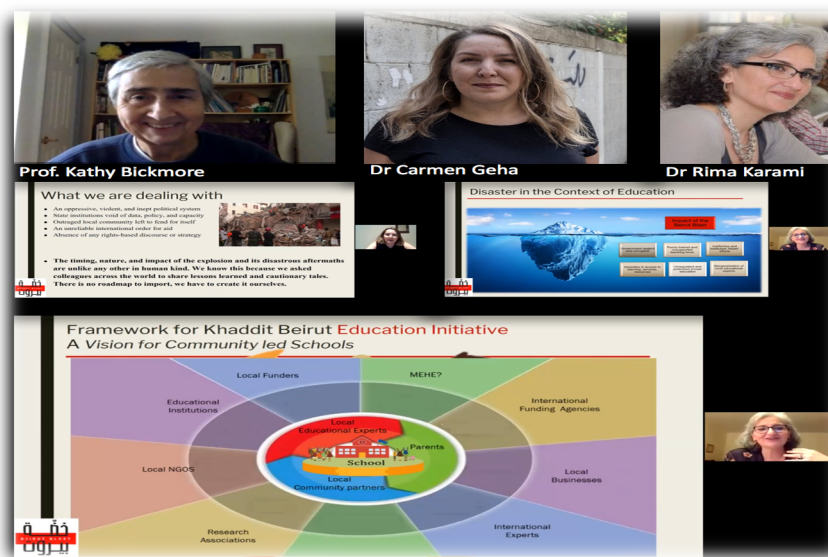 Prof. Kathy Bickmore
Dr Carmen Geha
Dr Rima Karami
What we are dealing with
• An oppressive, violent, and inept political system
• State institutions void of data, policy, and capacity
• Outraged local community left to fend for itself
• An unreliable international order for aid
• Absence of any rights-based discourse or strategy
• The timing, nature, and impact of the explosion and its disastrous aftermaths
are unlike any other in human kind. We know this because we asked
colleagues across the world to share lessons learned and cautionary tales.
There is no roadmap to import, we have to create it ourselves.
Disaster in the Context of Education
Impact of the
Beirut Blast
Framework for Khaddit Beirut Education Initiative
A Vision for Community led Schools
Local Funders
MEHE?
Educational
Institutions
International
Funding Agencies
Local
Educational Experts
Parents
School
Local
Community partners
Local NGOS
Local
Businesses
Research
Associations
International
Experts
خضّة
بيروت